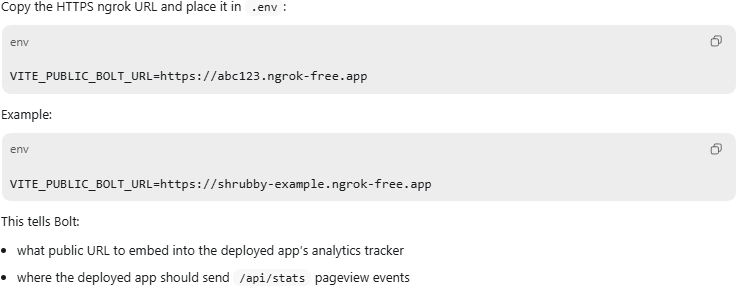 Copy the HTTPS ngrok URL and place it in .env :
env
VITE_PUBLIC_BOLT_URL=https://abc123.ngrok-free.app
Example:
env
VITE_PUBLIC_BOLT_URL=https://shrubby-example.ngrok-free.app
This tells Bolt:
• what public URL to embed into the deployed app's analytics tracker
• where the deployed app should send /api/stats pageview events